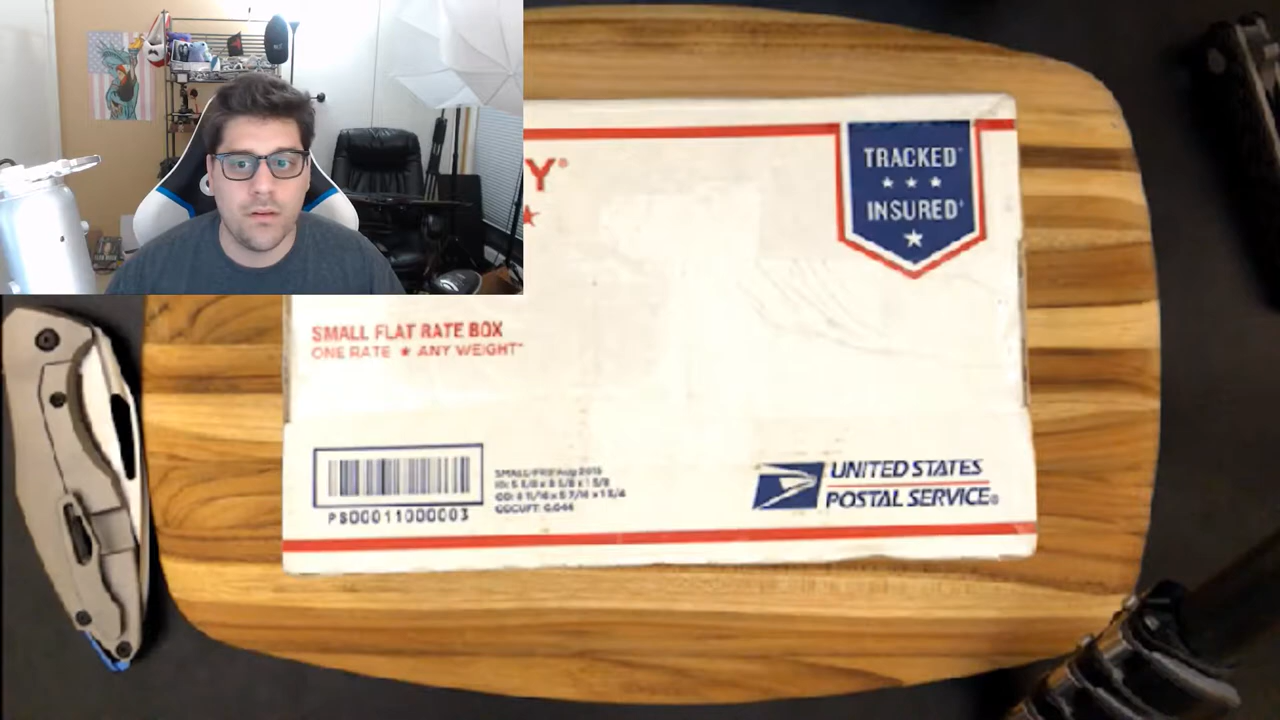 Y®
TRACKED*
INSURED†
SMALL FLAT RATE BOX
ONE RATE ★ ANY WEIGHT*
PS00011000003
UNITED STATES
POSTAL SERVICE®